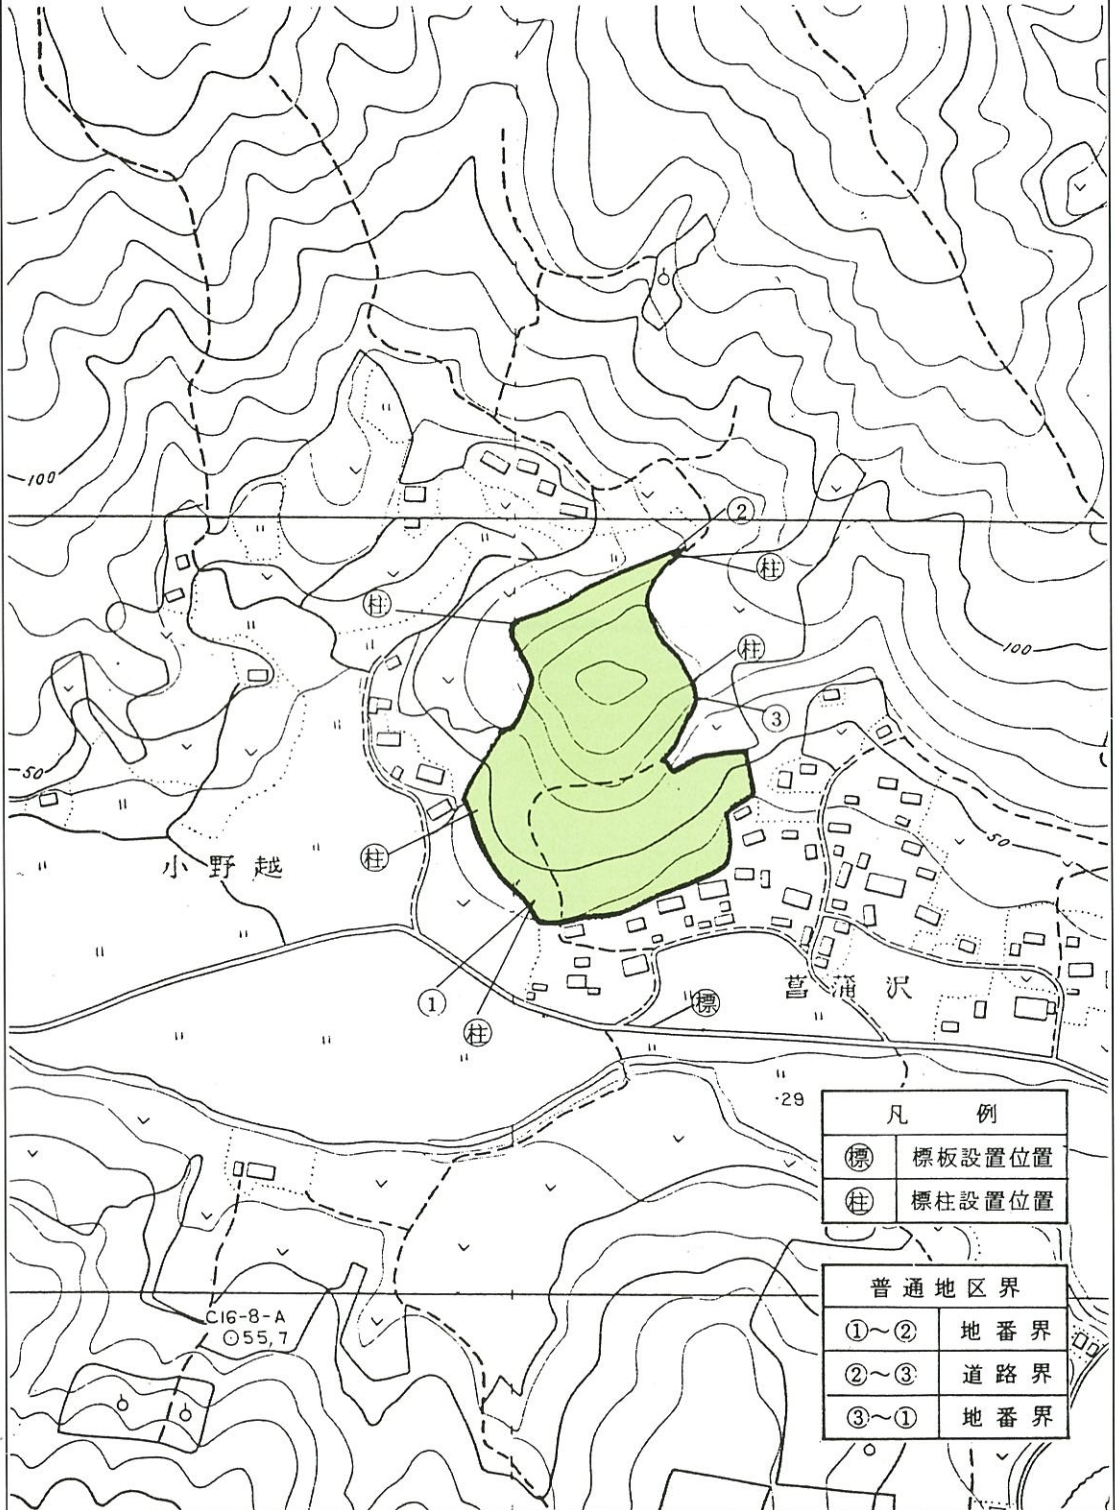 100
②
柱
柱
柱
100
③
50
50
柱
小野越
菖蒲沢
①
標
柱
・29
凡 例
標 標板設置位置
柱 標柱設置位置
普通地区界
①～② 地番界
②～③ 道路界
③～① 地番界
C16-8-A
55,7